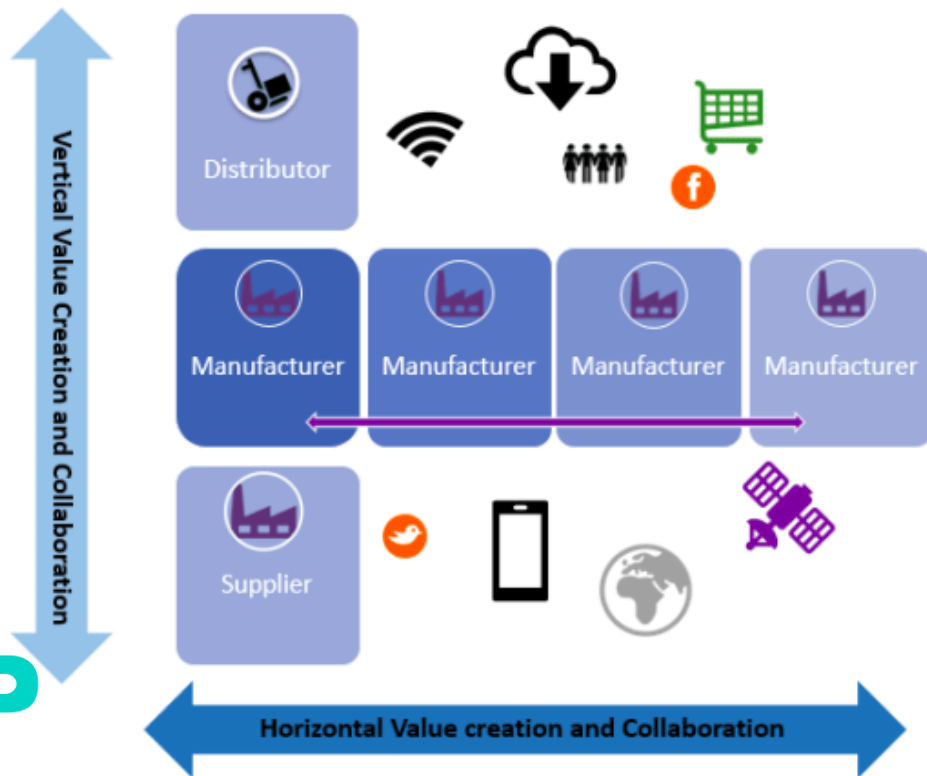 Vertical Value Creation and Collaboration
Distributor
Manufacturer
Manufacturer
Manufacturer
Manufacturer
Supplier
f
Horizontal Value creation and Collaboration